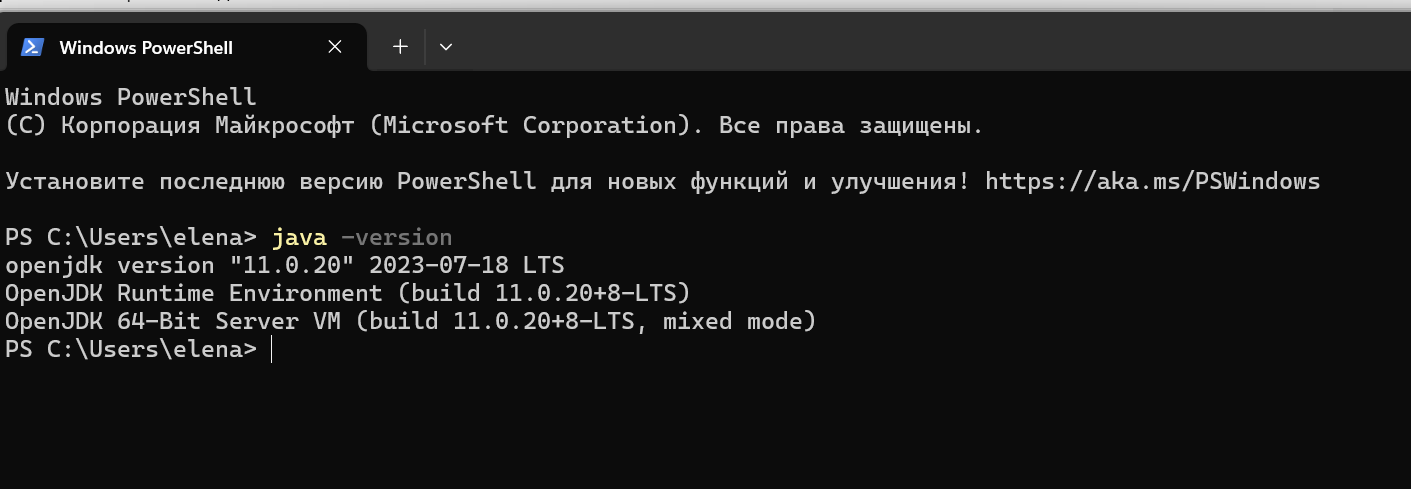 Windows PowerShell
Windows PowerShell
(C) Корпорация Майкрософт (Microsoft Corporation). Все права защищены.
Установите последнюю версию PowerShell для новых функций и улучшения! https://aka.ms/PSWindows
PS C:\Users\elena> java -version
openjdk version "11.0.20" 2023-07-18 LTS
OpenJDK Runtime Environment (build 11.0.20+8-LTS)
OpenJDK 64-Bit Server VM (build 11.0.20+8-LTS, mixed mode)
PS C:\Users\elena>